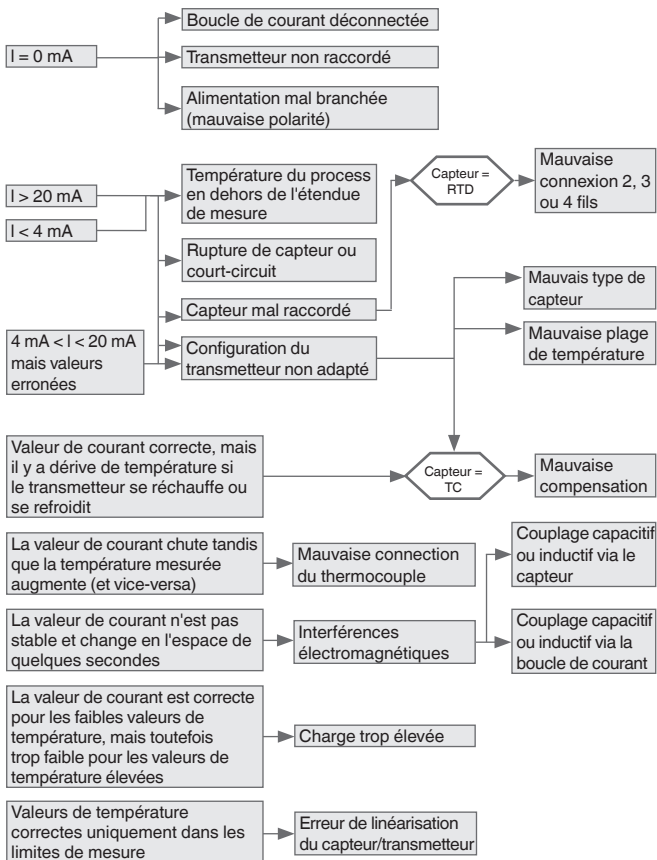 I = 0 mA
Boucle de courant déconnectée
Transmetteur non raccordé
Alimentation mal branchée
(mauvaise polarité)
I > 20 mA
I < 4 mA
4 mA < I < 20 mA
mais valeurs
erronées
Température du process
en dehors de l'étendue
de mesure
Rupture de capteur ou
court-circuit
Capteur mal raccordé
Configuration du
transmetteur non adapté
Capteur =
RTD
Mauvaise
connexion 2, 3
ou 4 fils
Mauvais type de
capteur
Mauvaise plage
de température
Valeur de courant correcte, mais
il y a dérive de température si
le transmetteur se réchauffe ou
se refroidit
Capteur =
TC
Mauvaise
compensation
La valeur de courant chute tandis
que la température mesurée
augmente (et vice-versa)
Mauvaise connection
du thermocouple
La valeur de courant n'est pas
stable et change en l'espace de
quelques secondes
Interférences
électromagnétiques
Couplage capacitif
ou inductif via le
capteur
Couplage capacitif
ou inductif via la
boucle de courant
La valeur de courant est correcte
pour les faibles valeurs de
température, mais toutefois
trop faible pour les valeurs de
température élevées
Charge trop élevée
Valeurs de température
correctes uniquement dans les
limites de mesure
Erreur de linéarisation
du capteur/transmetteur